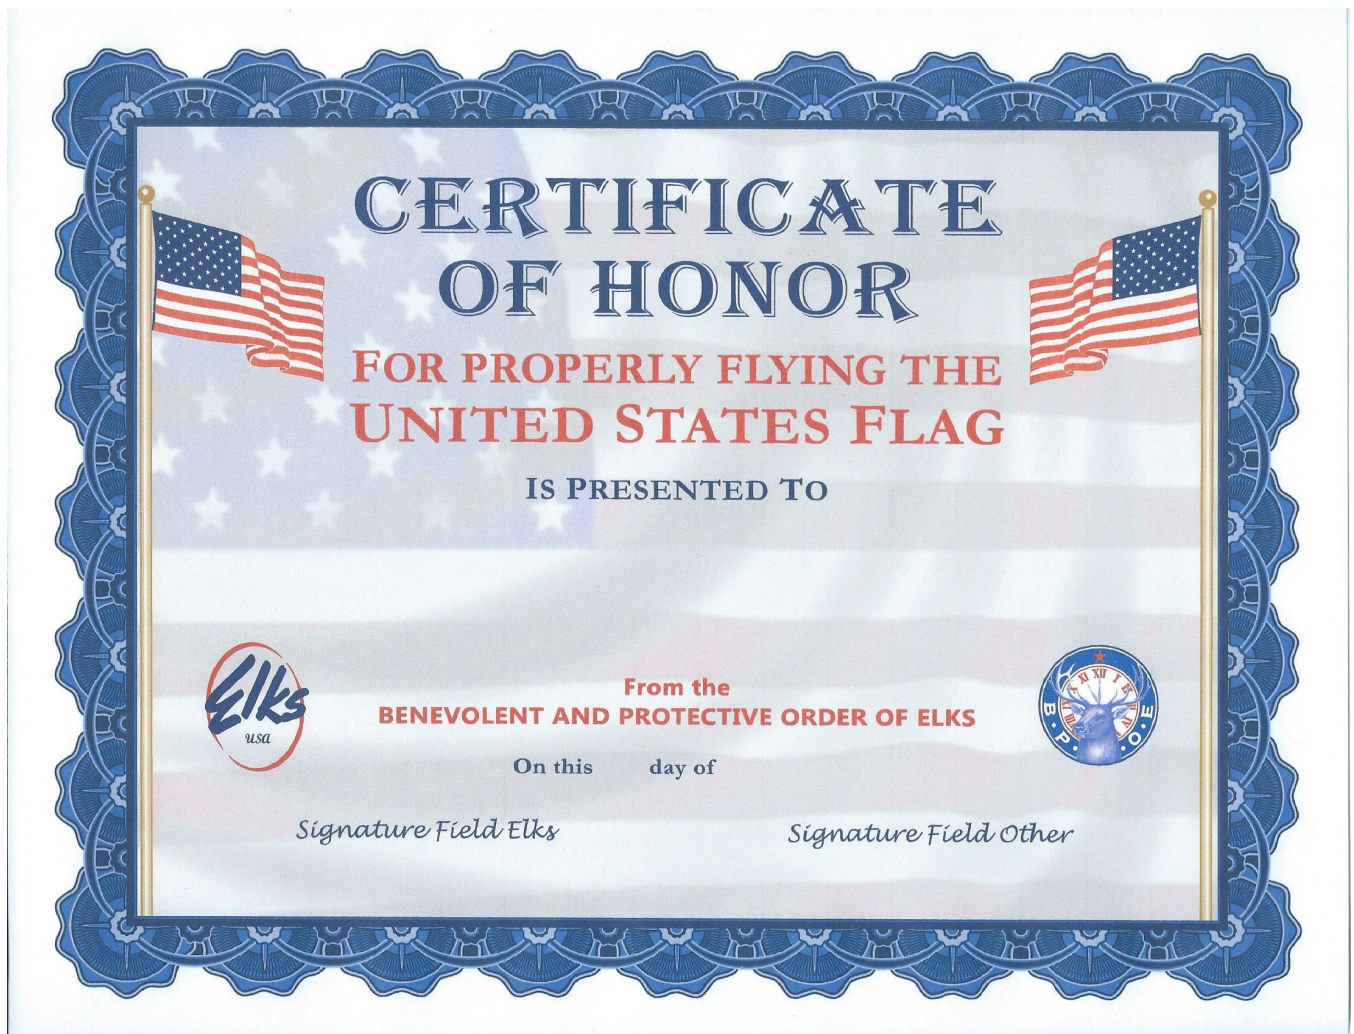 CERTIFICATE
OF HONOR
FOR PROPERLY FLYING THE
UNITED STATES FLAG
IS PRESENTED TO
Elks
usa
From the
BENEVOLENT AND PROTECTIVE ORDER OF ELKS
B.P.O.E
On this day of
Signature Field Elks
Signature Field Other